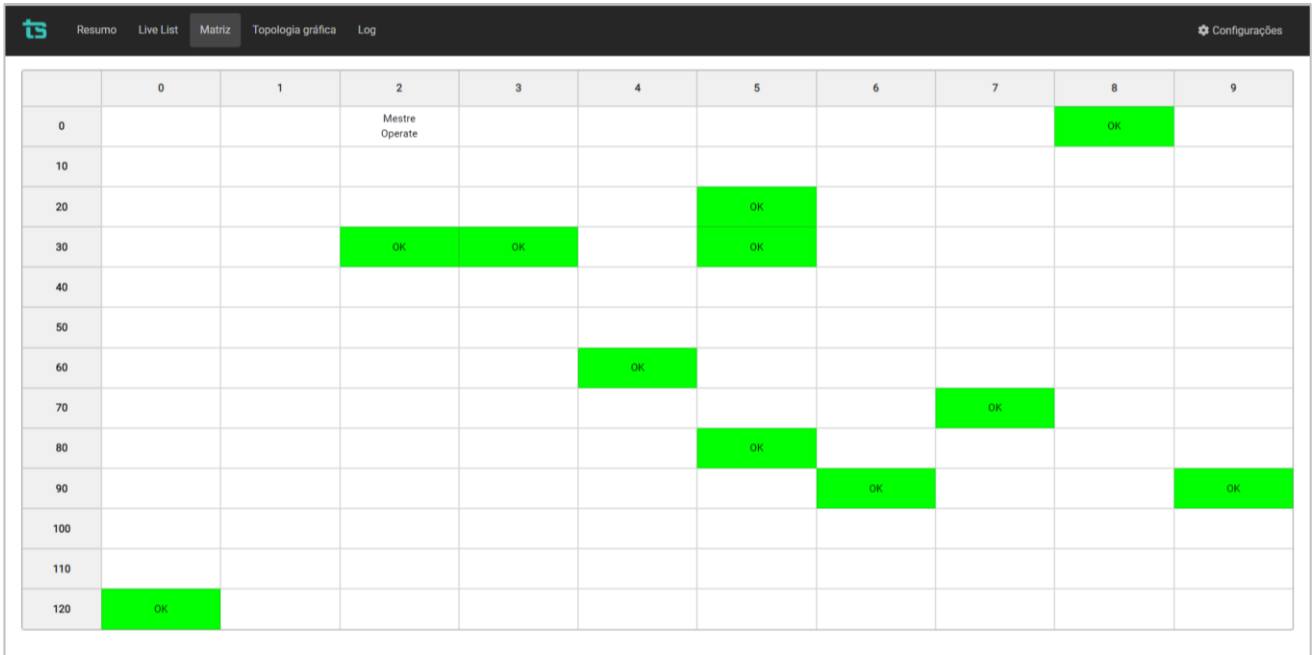 ts Resumo Live List Matriz Topologia gráfica Log Configurações
0 1 2 3 4 5 6 7 8 9
0 Mestre Operate OK
10
20 OK
30 OK OK OK
40
50
60 OK
70 OK
80 OK
90 OK OK
100
110
120 OK